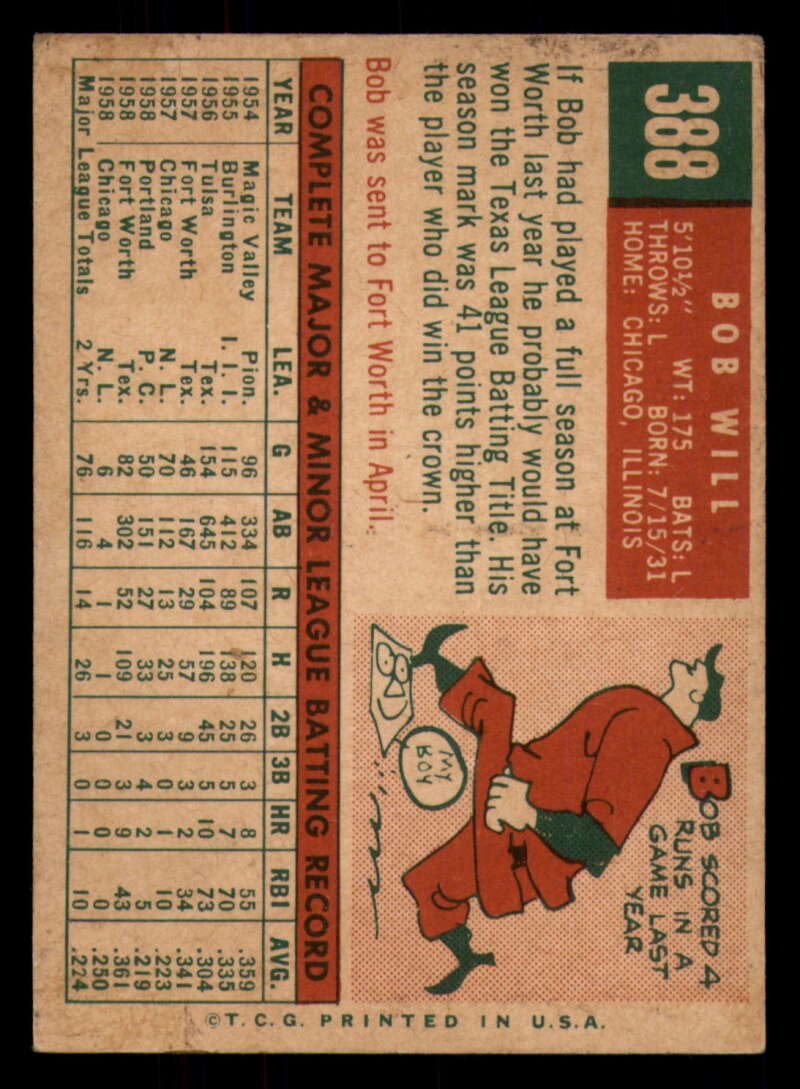 388
BOB WILL
5'10½" WT: 175 BATS: L
THROWS: L BORN: 7/15/31
HOME: CHICAGO, ILLINOIS
If Bob had played a full season at Fort
Worth last year he probably would have
won the Texas League Batting Title. His
season mark was 41 points higher than
the player who did win the crown.
Bob was sent to Fort Worth in April.
BOB SCORED 4
RUNS IN A
GAME LAST
YEAR
MY
BOY
COMPLETE MAJOR & MINOR LEAGUE BATTING RECORD
YEAR TEAM LEA. G AB R H 2B 3B HR RBI AVG.
1954 Magic Valley Pion. 96 334 107 120 26 3 8 55 .359
1955 Burlington I. I. I. 115 412 89 138 25 5 7 70 .335
1956 Tulsa Tex. 154 645 104 196 45 5 10 73 .304
1957 Fort Worth Tex. 46 167 29 57 9 3 2 34 .341
1957 Chicago N. L. 70 112 13 25 3 0 1 10 .223
1958 Portland P. C. 50 151 27 33 3 4 2 5 .219
1958 Fort Worth Tex. 82 302 52 109 21 3 9 43 .361
1958 Chicago N. L. 6 4 1 1 0 0 0 0 .250
Major League Totals 2 Yrs. 76 116 14 26 3 0 1 10 .224
© T. C. G. PRINTED IN U.S.A.